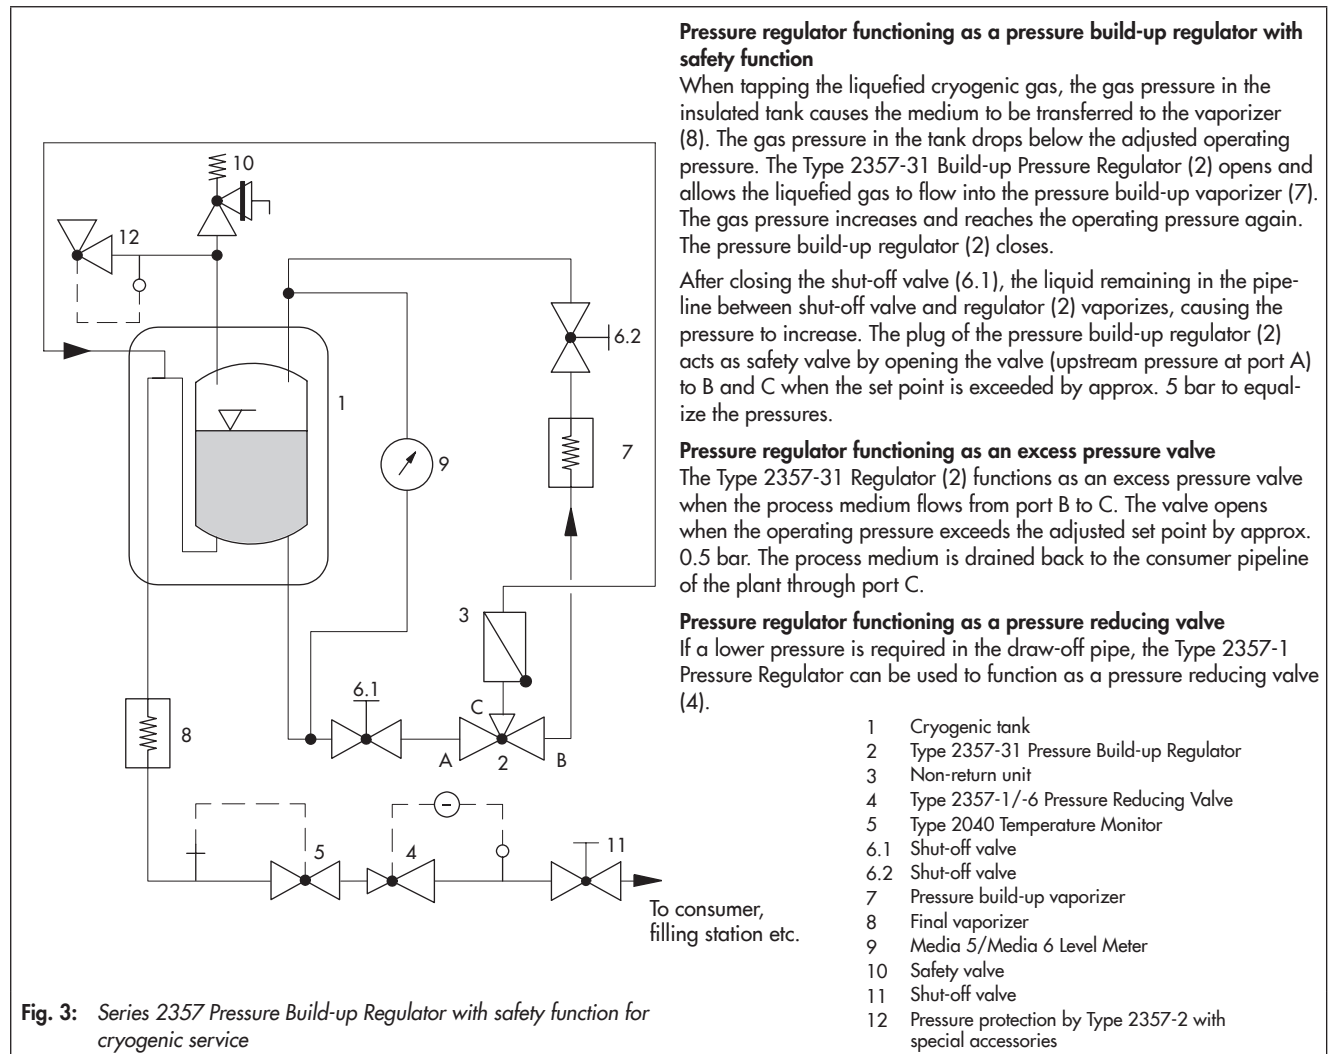 Pressure regulator functioning as a pressure build-up regulator with
safety function
When tapping the liquefied cryogenic gas, the gas pressure in the
insulated tank causes the medium to be transferred to the vaporizer
(8). The gas pressure in the tank drops below the adjusted operating
pressure. The Type 2357-31 Build-up Pressure Regulator (2) opens and
allows the liquefied gas to flow into the pressure build-up vaporizer (7).
The gas pressure increases and reaches the operating pressure again.
The pressure build-up regulator (2) closes.
After closing the shut-off valve (6.1), the liquid remaining in the pipe-
line between shut-off valve and regulator (2) vaporizes, causing the
pressure to increase. The plug of the pressure build-up regulator (2)
acts as safety valve by opening the valve (upstream pressure at port A)
to B and C when the set point is exceeded by approx. 5 bar to equal-
ize the pressures.
Pressure regulator functioning as an excess pressure valve
The Type 2357-31 Regulator (2) functions as an excess pressure valve
when the process medium flows from port B to C. The valve opens
when the operating pressure exceeds the adjusted set point by approx.
0.5 bar. The process medium is drained back to the consumer pipeline
of the plant through port C.
Pressure regulator functioning as a pressure reducing valve
If a lower pressure is required in the draw-off pipe, the Type 2357-1
Pressure Regulator can be used to function as a pressure reducing valve
(4).
1 Cryogenic tank
2 Type 2357-31 Pressure Build-up Regulator
3 Non-return unit
4 Type 2357-1/-6 Pressure Reducing Valve
5 Type 2040 Temperature Monitor
6.1 Shut-off valve
6.2 Shut-off valve
7 Pressure build-up vaporizer
8 Final vaporizer
9 Media 5/Media 6 Level Meter
10 Safety valve
11 Shut-off valve
12 Pressure protection by Type 2357-2 with
special accessories
10
12
6.2
1
9
7
3
6.1
C
8
A
2
B
5
4
11
To consumer,
filling station etc.
Fig. 3: Series 2357 Pressure Build-up Regulator with safety function for
cryogenic service